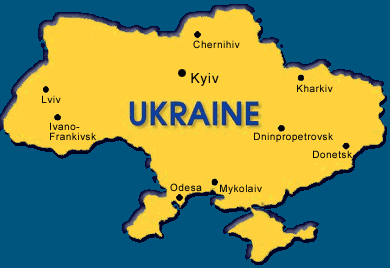 Chernihiv
Kyiv
Kharkiv
Lviv
UKRAINE
Ivano-
Frankivsk
Dninpropetrovsk
Donetsk
Odesa
Mykolaiv